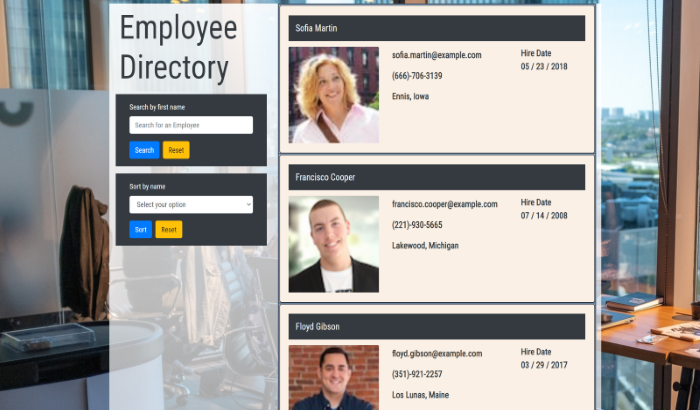 Employee
Directory
Search by first name
Search for an Employee
Search Reset
Sort by name
Select your option
Sort Reset
Sofia Martin
sofia.martin@example.com
(666)-706-3139
Ennis, Iowa
Hire Date
05 / 23 / 2018
Francisco Cooper
francisco.cooper@example.com
(221)-930-5665
Lakewood, Michigan
Hire Date
07 / 14 / 2008
Floyd Gibson
floyd.gibson@example.com
(351)-921-2257
Los Lunas, Maine
Hire Date
03 / 29 / 2017